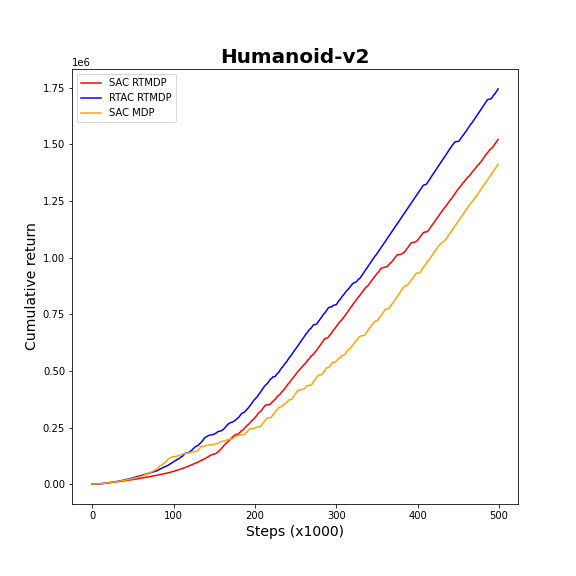 Humanoid-v2
1e6
SAC RTMDP
RTAC RTMDP
SAC MDP
1.75
1.50
1.25
1.00
0.75
0.50
0.25
0.00
Cumulative return
0 100 200 300 400 500
Steps (x1000)